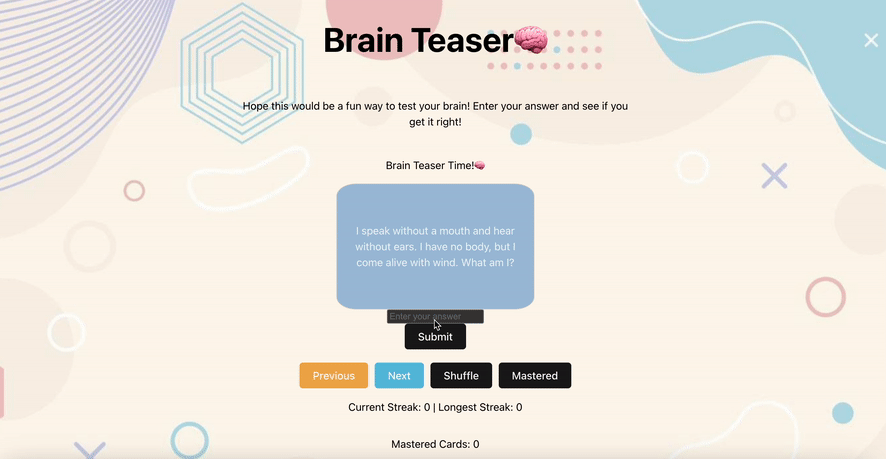 Brain Teaser🧠
Hope this would be a fun way to test your brain! Enter your answer and see if you
get it right!
Brain Teaser Time!🧠
I speak without a mouth and hear
without ears. I have no body, but I
come alive with wind. What am I?
Enter your answer
Submit
Previous Next Shuffle Mastered
Current Streak: 0 | Longest Streak: 0
Mastered Cards: 0